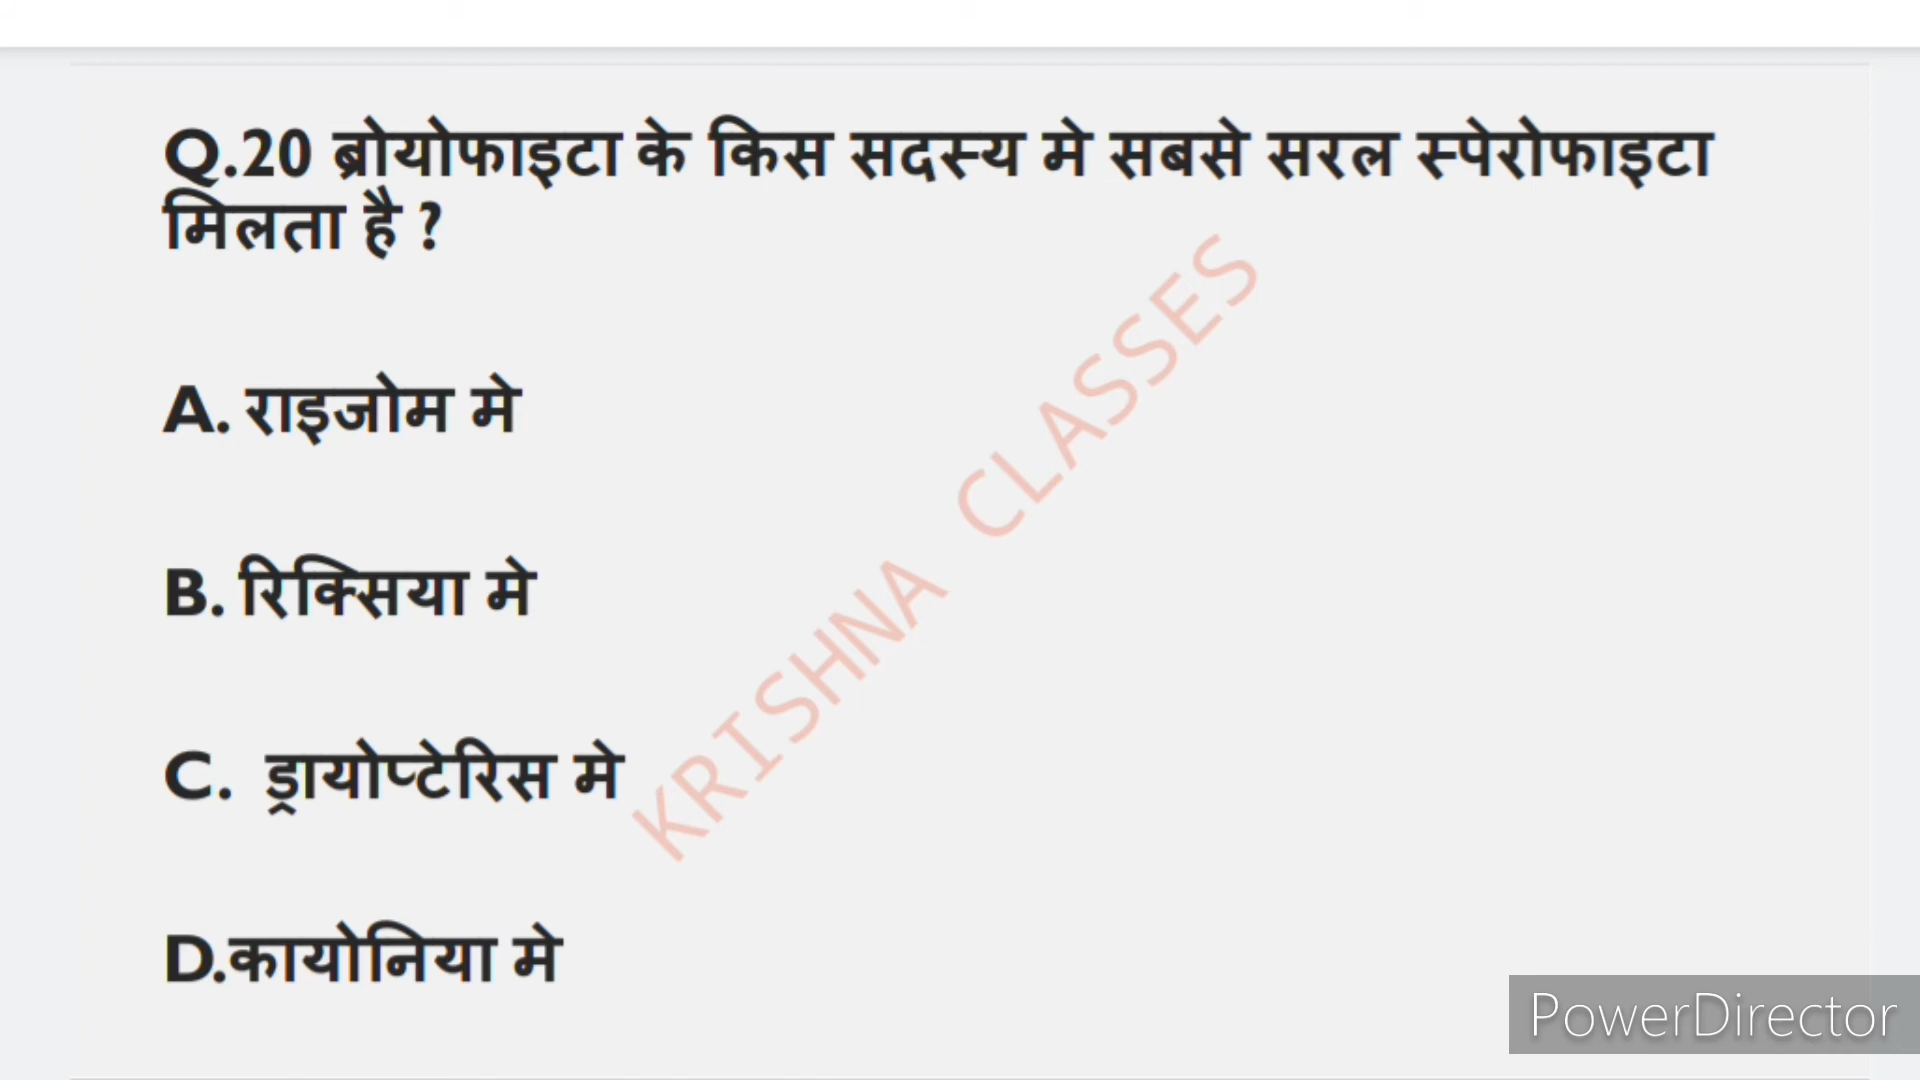 Q.20 ब्रोयोफाइटा के किस सदस्य मे सबसे सरल स्पेरोफाइटा
मिलता है ?
A. राइजोम मे
B. रिक्सिया मे
C. ड्रायोप्टेरिस मे
D.कायोनिया मे
KRISHNA CLASSES
PowerDirector